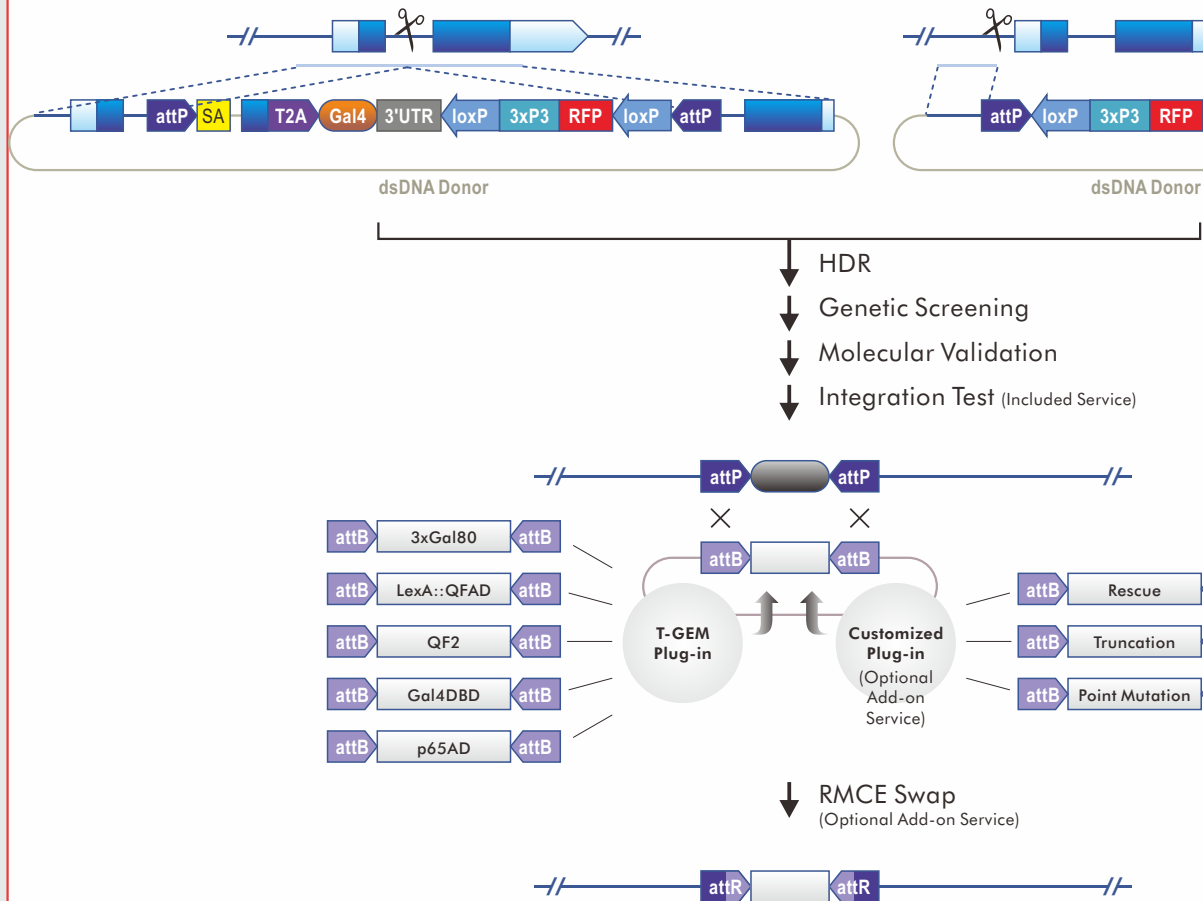 attP SA T2A Gal4 3'UTR loxP 3xP3 RFP loxP attP
attP loxP 3xP3 RFP
dsDNA Donor
dsDNA Donor
HDR
Genetic Screening
Molecular Validation
Integration Test (Included Service)
attP attP
attB attB
attB 3xGal80 attB
attB LexA::QFAD attB
attB QF2 attB
attB Gal4DBD attB
attB p65AD attB
T-GEM
Plug-in
Customized
Plug-in
(Optional
Add-on
Service)
attB Rescue
attB Truncation
attB Point Mutation
RMCE Swap
(Optional Add-on Service)
attR attR